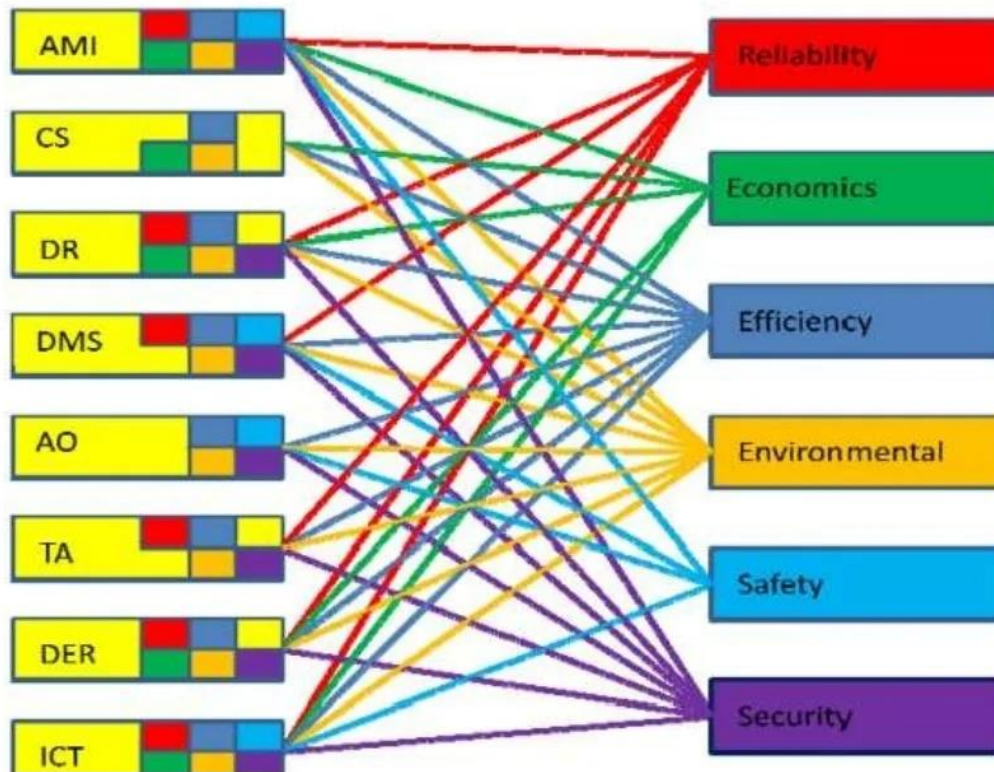 AMI
CS
DR
DMS
AO
TA
DER
ICT
Reliability
Economics
Efficiency
Environmental
Safety
Security